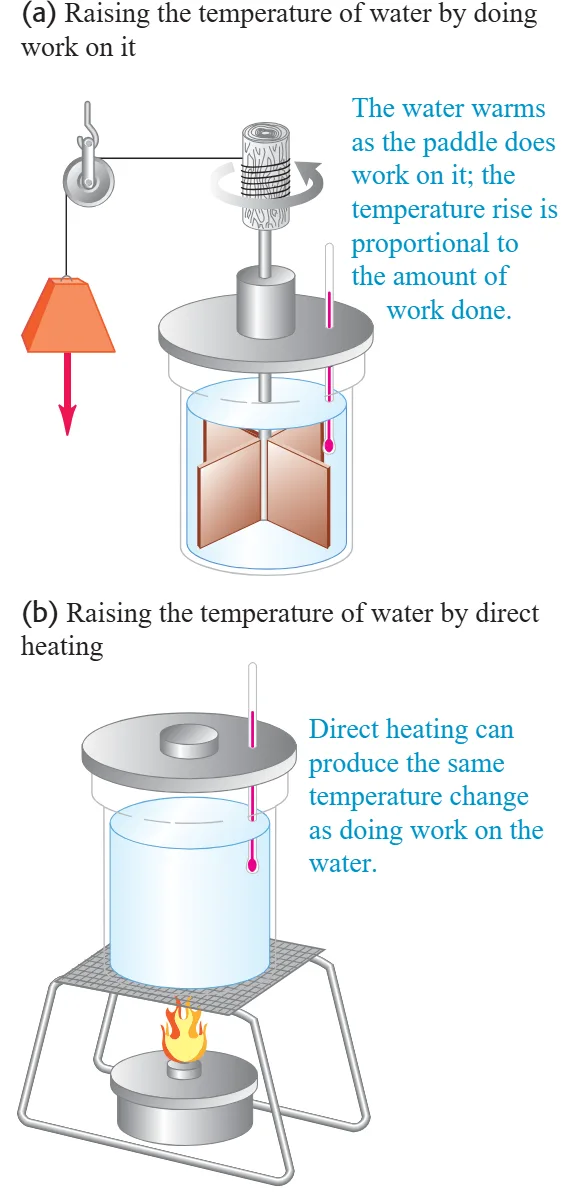 (a) Raising the temperature of water by doing
work on it
The water warms
as the paddle does
work on it; the
temperature rise is
proportional to
the amount of
work done.
(b) Raising the temperature of water by direct
heating
Direct heating can
produce the same
temperature change
as doing work on the
water.